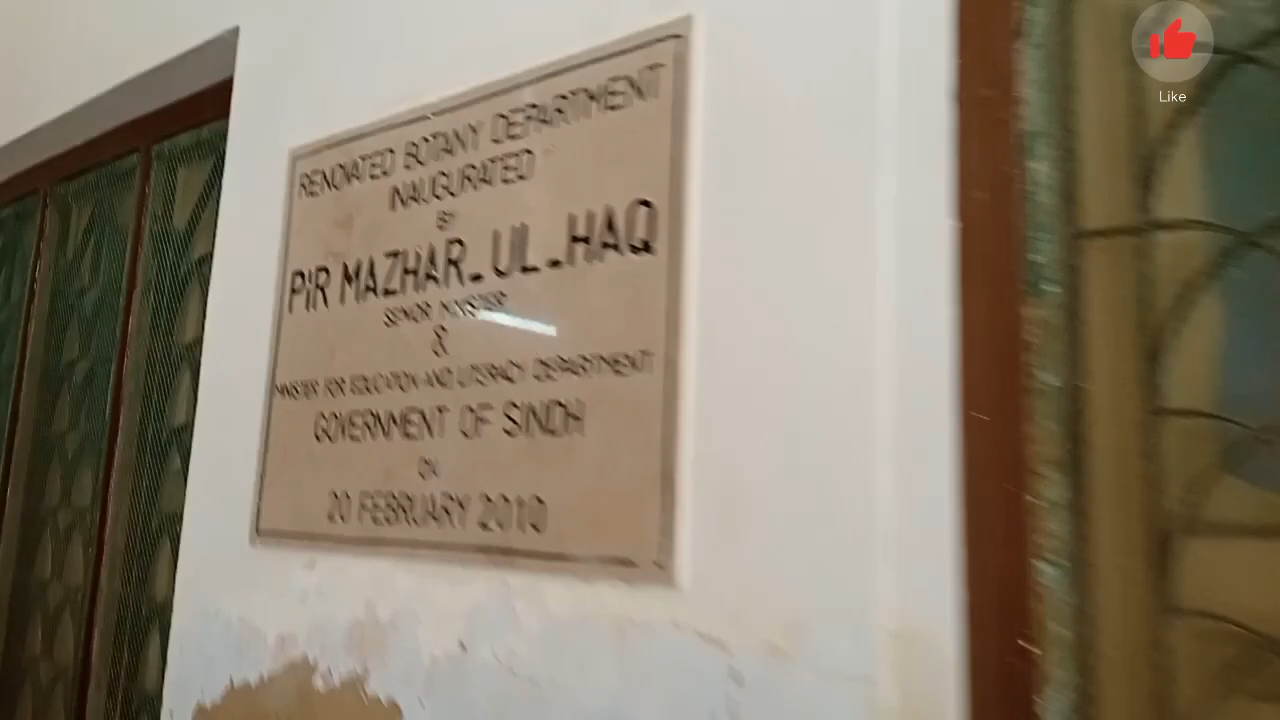 RENOVATED BOTANY DEPARTMENT
INAUGURATED
BY
PIR MAZHAR-UL-HAQ
SENIOR MINISTER
&
MINISTER FOR EDUCATION AND LITERACY DEPARTMENT
GOVERNMENT OF SINDH
ON
20 FEBRUARY 2010
Like